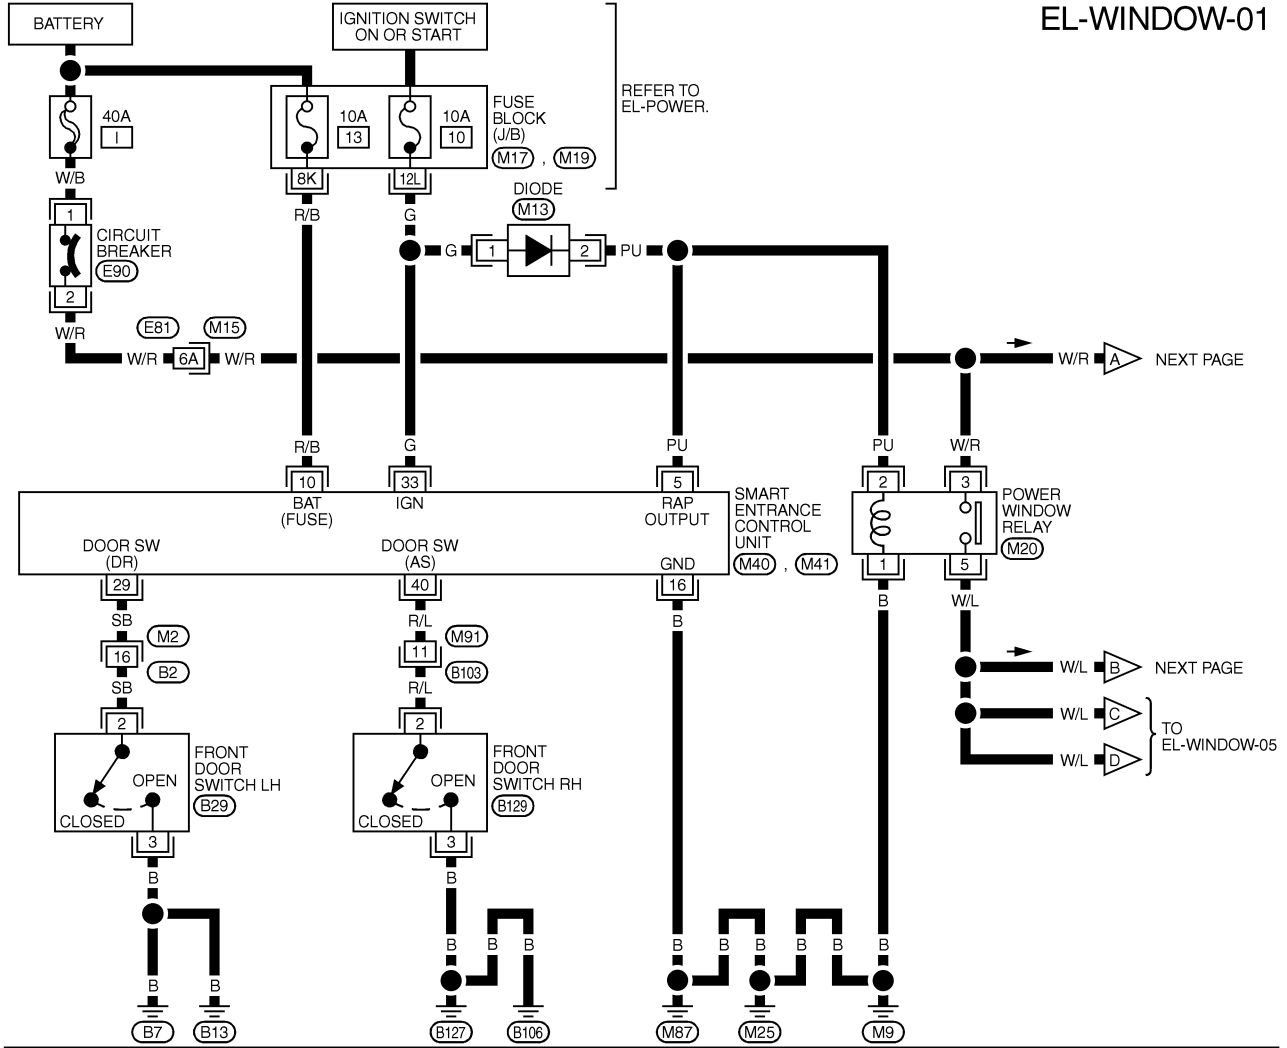 EL-WINDOW-01
BATTERY
IGNITION SWITCH
ON OR START
REFER TO
EL-POWER.
40A
I
10A
13
10A
10
FUSE
BLOCK
(J/B)
M17 , M19
W/B
8K
12L
R/B
G
DIODE
M13
1
CIRCUIT
BREAKER
E90
2
G
1
2
PU
W/R
E81
M15
W/R
6A
W/R
W/R
A
NEXT PAGE
R/B
G
PU
PU
W/R
10
33
5
2
3
BAT
(FUSE)
IGN
RAP
OUTPUT
SMART
ENTRANCE
CONTROL
UNIT
M40 , M41
POWER
WINDOW
RELAY
M20
DOOR SW
(DR)
DOOR SW
(AS)
GND
29
40
16
1
5
SB
R/L
B
B
W/L
M2
16
B2
M91
11
B103
SB
R/L
W/L
B
NEXT PAGE
W/L
C
W/L
D
TO
EL-WINDOW-05
2
2
OPEN
CLOSED
FRONT
DOOR
SWITCH LH
B29
OPEN
CLOSED
FRONT
DOOR
SWITCH RH
B129
3
3
B
B
B
B
B
B
B
B
B
B
B
B
B
B7
B13
B127
B106
M87
M25
M9